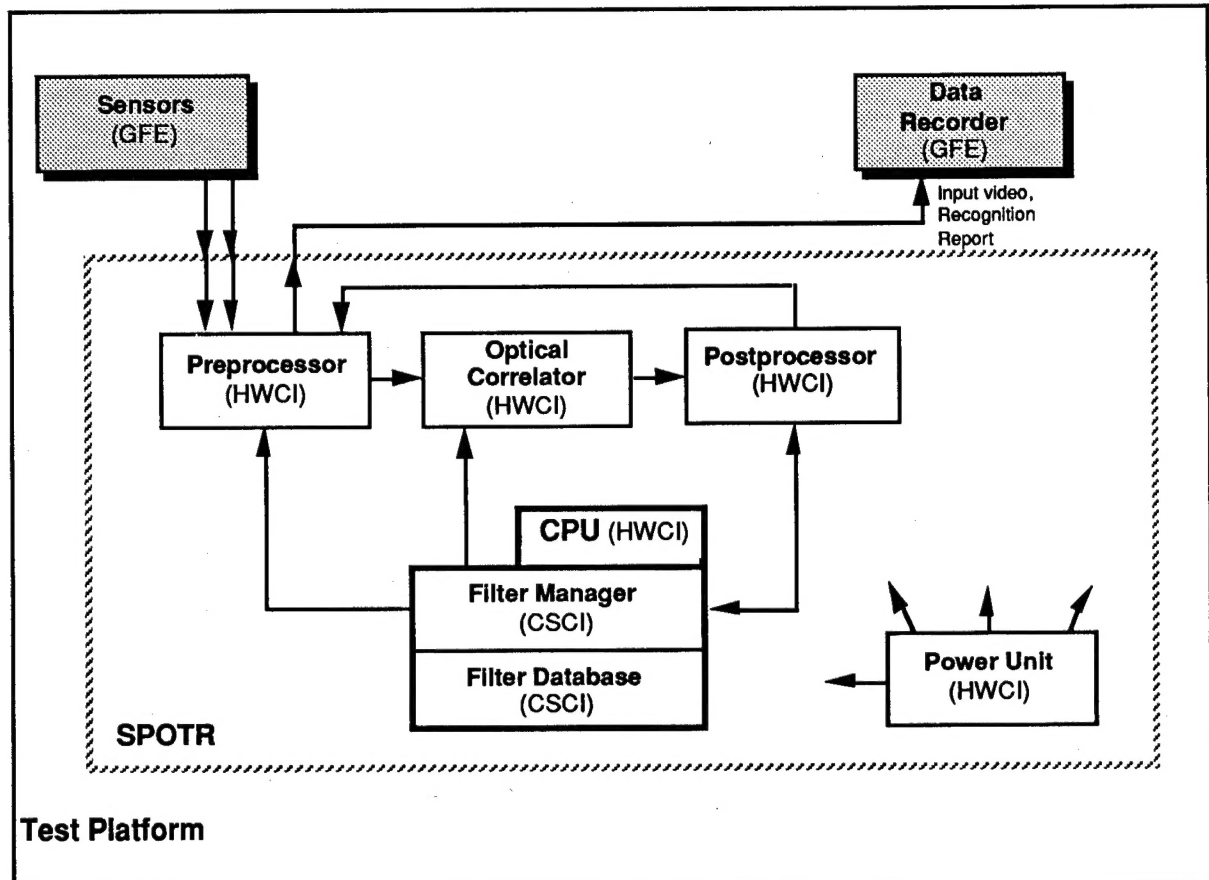 Sensors
(GFE)
Data
Recorder
(GFE)
Input video,
Recognition
Report
Preprocessor
(HWCI)
Optical
Correlator
(HWCI)
Postprocessor
(HWCI)
CPU (HWCI)
Filter Manager
(CSCI)
Filter Database
(CSCI)
Power Unit
(HWCI)
SPOTR
Test Platform